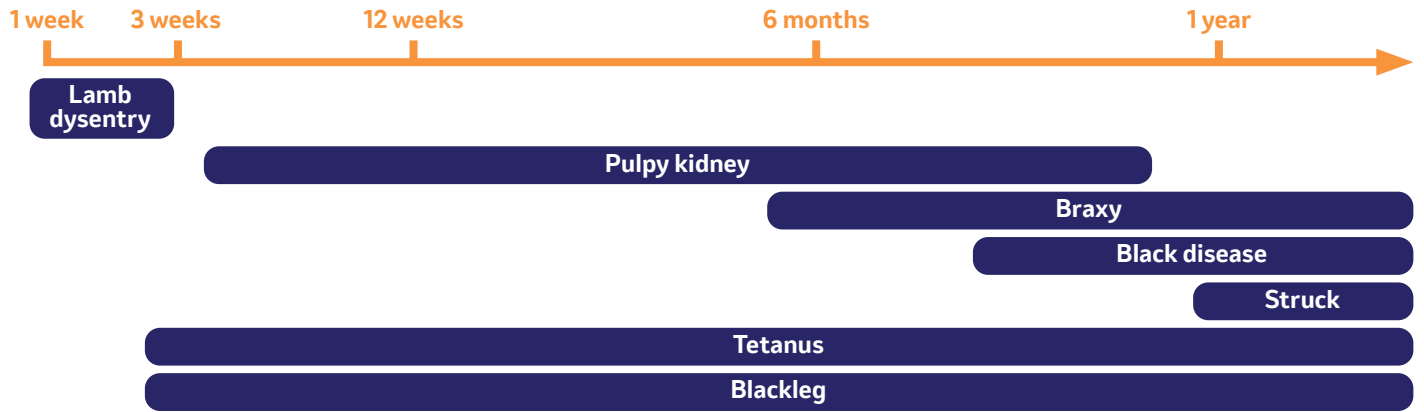 1 week 3 weeks 12 weeks 6 months 1 year
Lamb
dysentry
Pulpy kidney
Braxy
Black disease
Struck
Tetanus
Blackleg